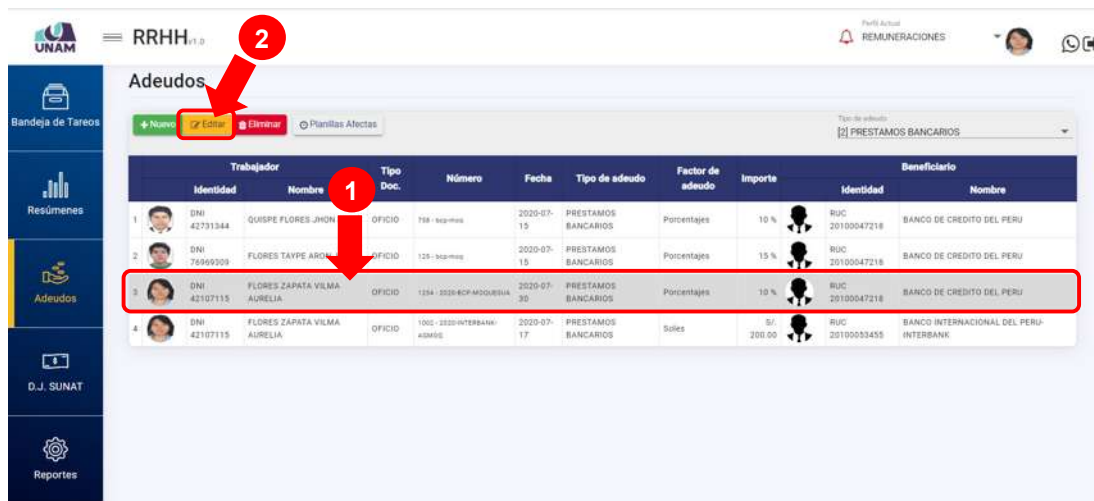 UNAM
RRHH v1.0
2
Perfil Actual
REMUNERACIONES
Adeudos
Bandeja de Tareos
Resúmenes
Adeudos
D.J. SUNAT
Reportes
+ Nuevo Editar Eliminar Planillas Afectas
Tipo de adeudo
[2] PRESTAMOS BANCARIOS
Trabajador Tipo Doc. Número Fecha Tipo de adeudo Factor de adeudo Importe Beneficiario
Identidad Nombre Identidad Nombre
1
1 DNI 42731344 QUISPE FLORES JHON OFICIO 2020-07-15 PRESTAMOS BANCARIOS Porcentajes 10 % RUC 20100047218 BANCO DE CREDITO DEL PERU
2 DNI 76969309 FLORES TAYPE ARON OFICIO 2020-07-15 PRESTAMOS BANCARIOS Porcentajes 15 % RUC 20100047218 BANCO DE CREDITO DEL PERU
3 DNI 42107115 FLORES ZAPATA VILMA AURELIA OFICIO 1234 - 2020-BCP-MOQUEGUA 2020-07-30 PRESTAMOS BANCARIOS Porcentajes 10 % RUC 20100047218 BANCO DE CREDITO DEL PERU
4 DNI 42107115 FLORES ZAPATA VILMA AURELIA OFICIO 2020-07-17 PRESTAMOS BANCARIOS Soles S/. 200.00 RUC 20100053455 BANCO INTERNACIONAL DEL PERU-INTERBANK